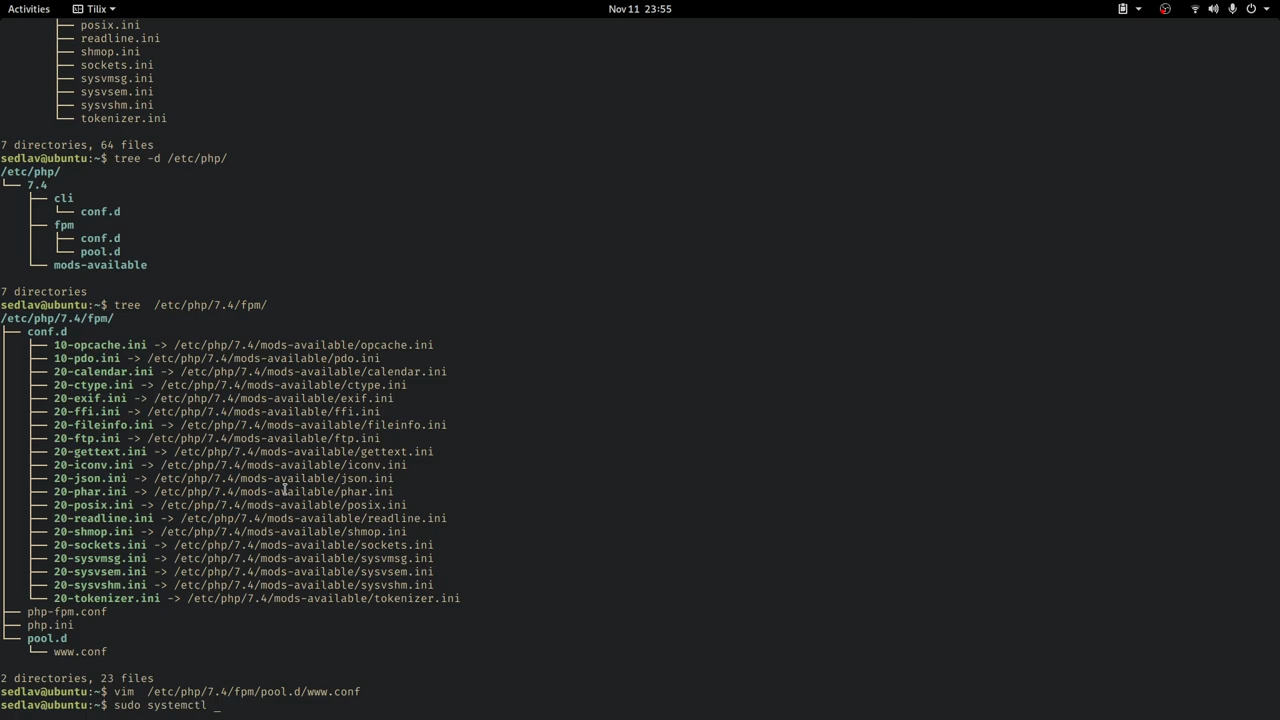 Activities Tilix Nov 11 23:55
├── posix.ini
├── readline.ini
├── shmop.ini
├── sockets.ini
├── sysvmsg.ini
├── sysvsem.ini
├── sysvshm.ini
└── tokenizer.ini
7 directories, 64 files
sedlav@ubuntu:~$ tree -d /etc/php/
/etc/php/
└── 7.4
├── cli
│   └── conf.d
├── fpm
│   ├── conf.d
│   └── pool.d
└── mods-available
7 directories
sedlav@ubuntu:~$ tree  /etc/php/7.4/fpm/
/etc/php/7.4/fpm/
├── conf.d
│   ├── 10-opcache.ini -> /etc/php/7.4/mods-available/opcache.ini
│   ├── 10-pdo.ini -> /etc/php/7.4/mods-available/pdo.ini
│   ├── 20-calendar.ini -> /etc/php/7.4/mods-available/calendar.ini
│   ├── 20-ctype.ini -> /etc/php/7.4/mods-available/ctype.ini
│   ├── 20-exif.ini -> /etc/php/7.4/mods-available/exif.ini
│   ├── 20-ffi.ini -> /etc/php/7.4/mods-available/ffi.ini
│   ├── 20-fileinfo.ini -> /etc/php/7.4/mods-available/fileinfo.ini
│   ├── 20-ftp.ini -> /etc/php/7.4/mods-available/ftp.ini
│   ├── 20-gettext.ini -> /etc/php/7.4/mods-available/gettext.ini
│   ├── 20-iconv.ini -> /etc/php/7.4/mods-available/iconv.ini
│   ├── 20-json.ini -> /etc/php/7.4/mods-available/json.ini
│   ├── 20-phar.ini -> /etc/php/7.4/mods-available/phar.ini
│   ├── 20-posix.ini -> /etc/php/7.4/mods-available/posix.ini
│   ├── 20-readline.ini -> /etc/php/7.4/mods-available/readline.ini
│   ├── 20-shmop.ini -> /etc/php/7.4/mods-available/shmop.ini
│   ├── 20-sockets.ini -> /etc/php/7.4/mods-available/sockets.ini
│   ├── 20-sysvmsg.ini -> /etc/php/7.4/mods-available/sysvmsg.ini
│   ├── 20-sysvsem.ini -> /etc/php/7.4/mods-available/sysvsem.ini
│   ├── 20-sysvshm.ini -> /etc/php/7.4/mods-available/sysvshm.ini
│   └── 20-tokenizer.ini -> /etc/php/7.4/mods-available/tokenizer.ini
├── php-fpm.conf
├── php.ini
└── pool.d
└── www.conf
2 directories, 23 files
sedlav@ubuntu:~$ vim  /etc/php/7.4/fpm/pool.d/www.conf
sedlav@ubuntu:~$ sudo systemctl _